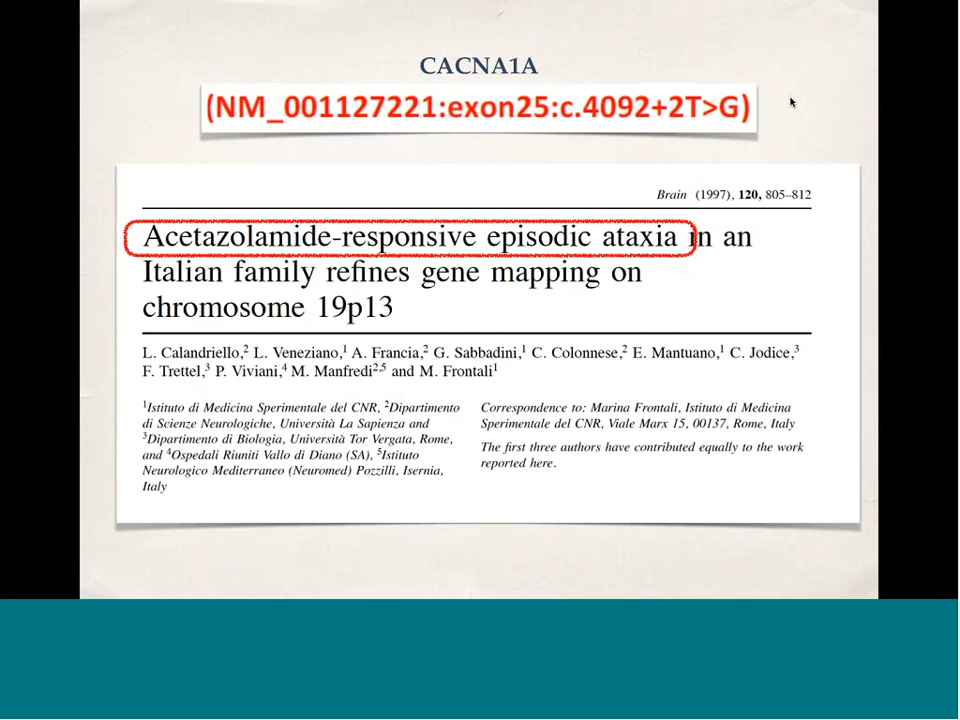 CACNA1A
(NM_001127221:exon25:c.4092+2T>G)
Brain (1997), 120, 805–812
Acetazolamide-responsive episodic ataxia in an
Italian family refines gene mapping on
chromosome 19p13
L. Calandriello,2 L. Veneziano,1 A. Francia,2 G. Sabbadini,1 C. Colonnese,2 E. Mantuano,1 C. Jodice,3
F. Trettel,3 P. Viviani,4 M. Manfredi2,5 and M. Frontali1
1Istituto di Medicina Sperimentale del CNR, 2Dipartimento
di Scienze Neurologiche, Università La Sapienza and
3Dipartimento di Biologia, Università Tor Vergata, Rome,
and 4Ospedali Riuniti Vallo di Diano (SA), 5Istituto
Neurologico Mediterraneo (Neuromed) Pozzilli, Isernia,
Italy
Correspondence to: Marina Frontali, Istituto di Medicina
Sperimentale del CNR, Viale Marx 15, 00137, Rome, Italy
The first three authors have contributed equally to the work
reported here.